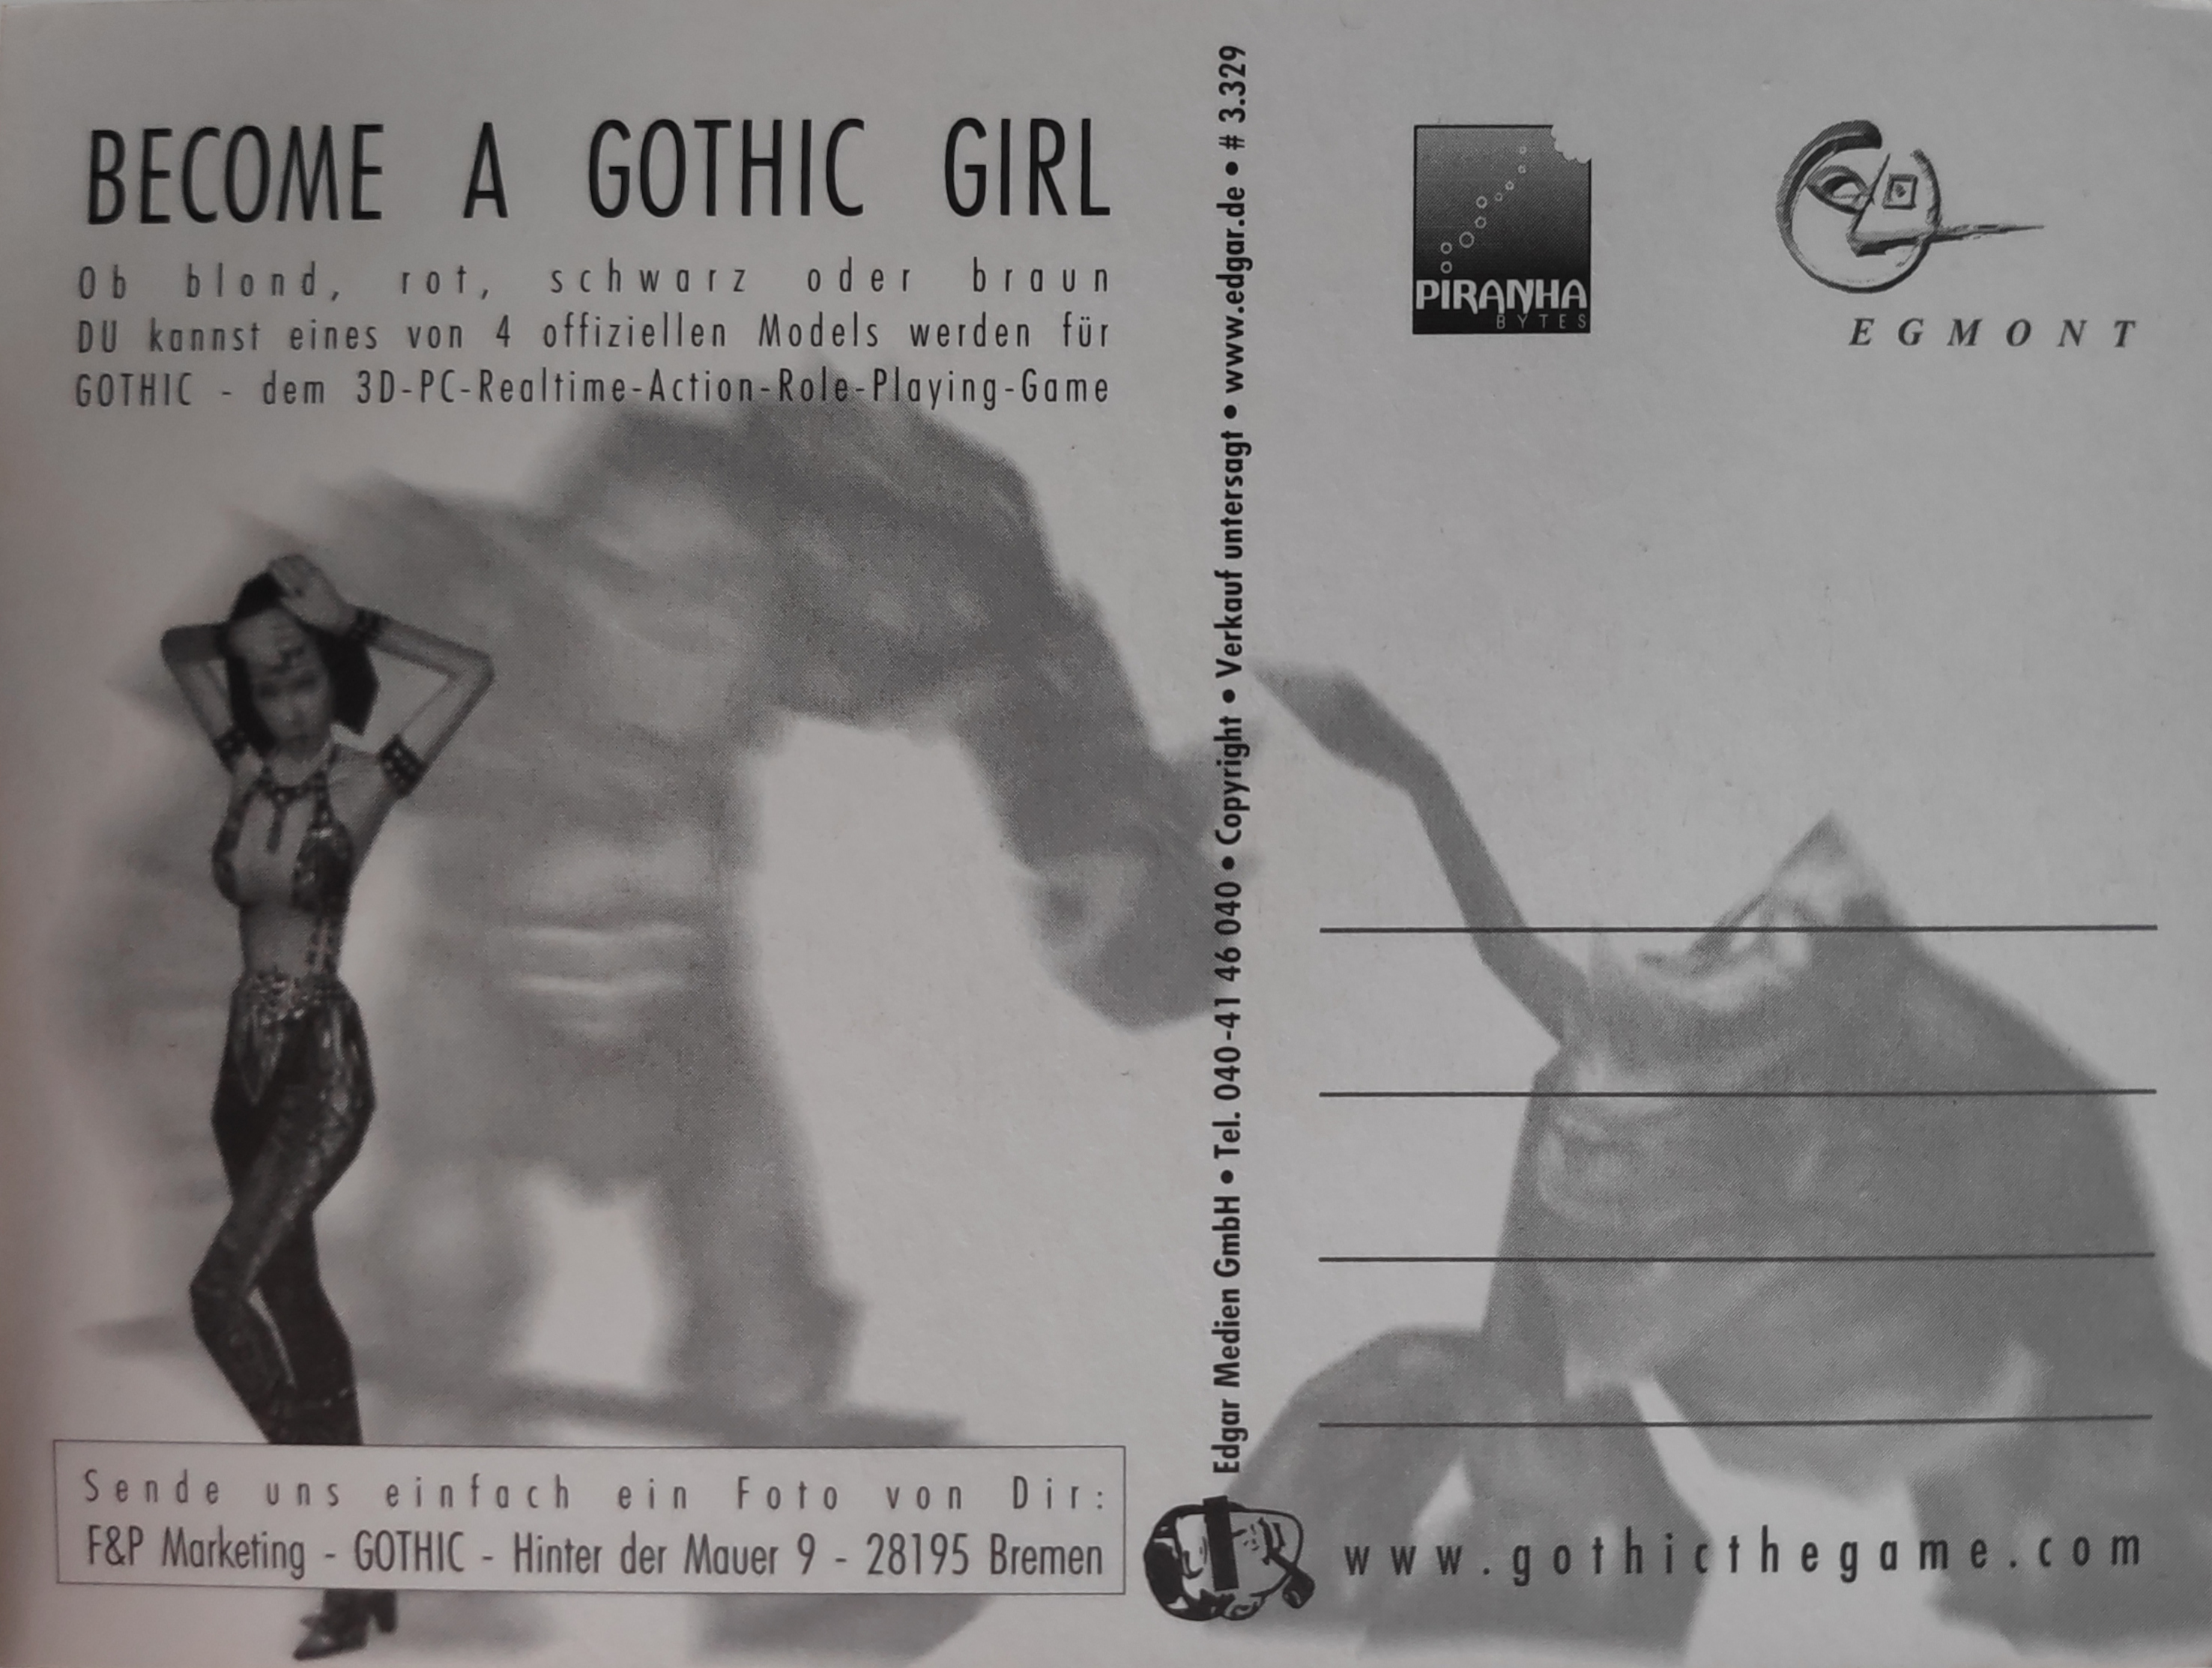 BECOME A GOTHIC GIRL
Ob blond, rot, schwarz oder braun
DU kannst eines von 4 offiziellen Models werden für
GOTHIC - dem 3D-PC-Realtime-Action-Role-Playing-Game
Sende uns einfach ein Foto von Dir:
F&P Marketing - GOTHIC - Hinter der Mauer 9 - 28195 Bremen
Edgar Medien GmbH • Tel. 040-41 46 040 • Copyright • Verkauf untersagt • www.edgar.de • # 3.329
PIRANHA
BYTES
EGMONT
www.gothicthegame.com